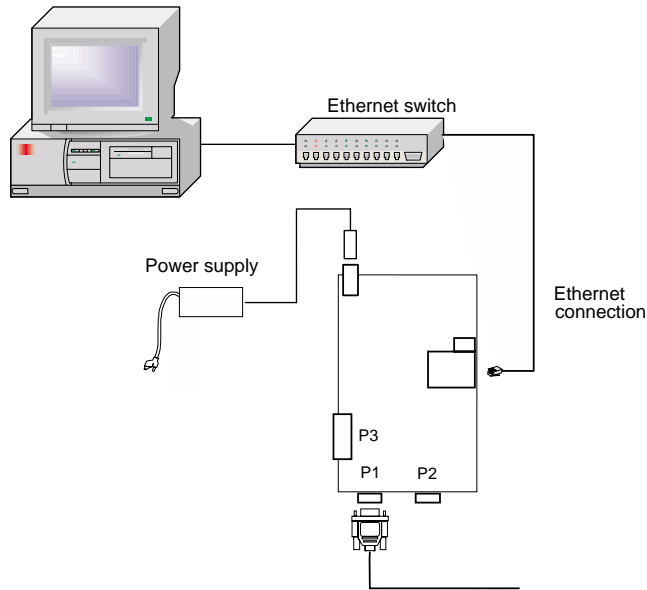 Ethernet switch
Power supply
Ethernet
connection
P3
P1
P2